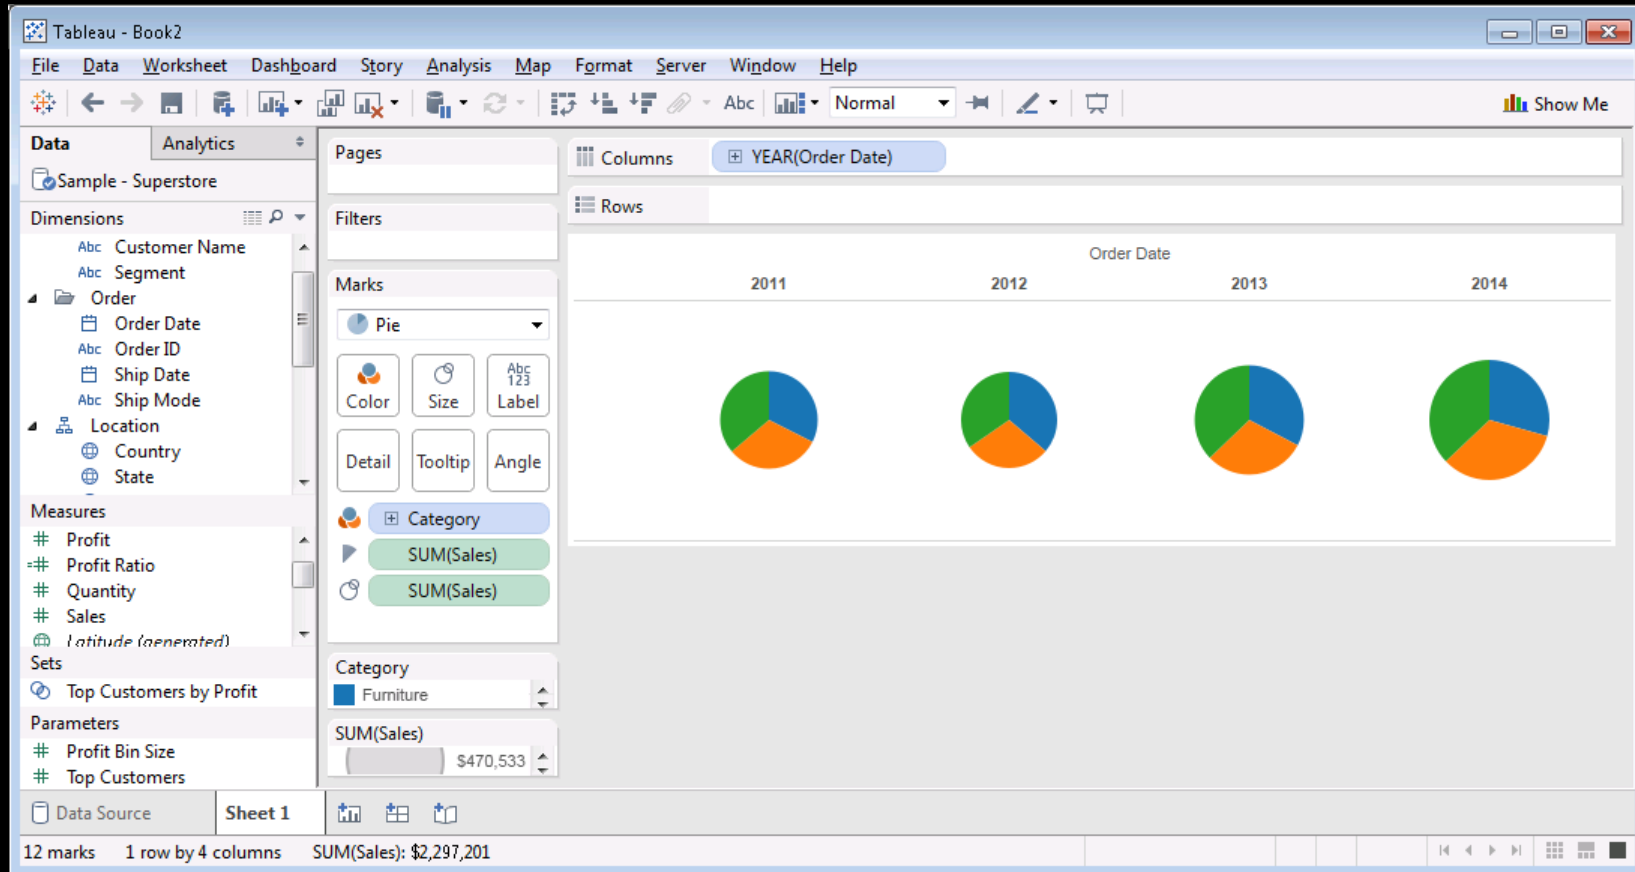 Tableau - Book2
File Data Worksheet Dashboard Story Analysis Map Format Server Window Help
Abc Normal Show Me
Data Analytics
Sample - Superstore
Dimensions
Abc Customer Name
Abc Segment
Order
Order Date
Abc Order ID
Ship Date
Abc Ship Mode
Location
Country
State
Measures
# Profit
=# Profit Ratio
# Quantity
# Sales
Latitude (generated)
Sets
Top Customers by Profit
Parameters
# Profit Bin Size
# Top Customers
Pages
Filters
Marks
Pie
Color Size Abc 123 Label
Detail Tooltip Angle
Category
SUM(Sales)
SUM(Sales)
Category
Furniture
SUM(Sales)
$470,533
Columns YEAR(Order Date)
Rows
Order Date
2011 2012 2013 2014
Data Source Sheet 1
12 marks 1 row by 4 columns SUM(Sales): $2,297,201